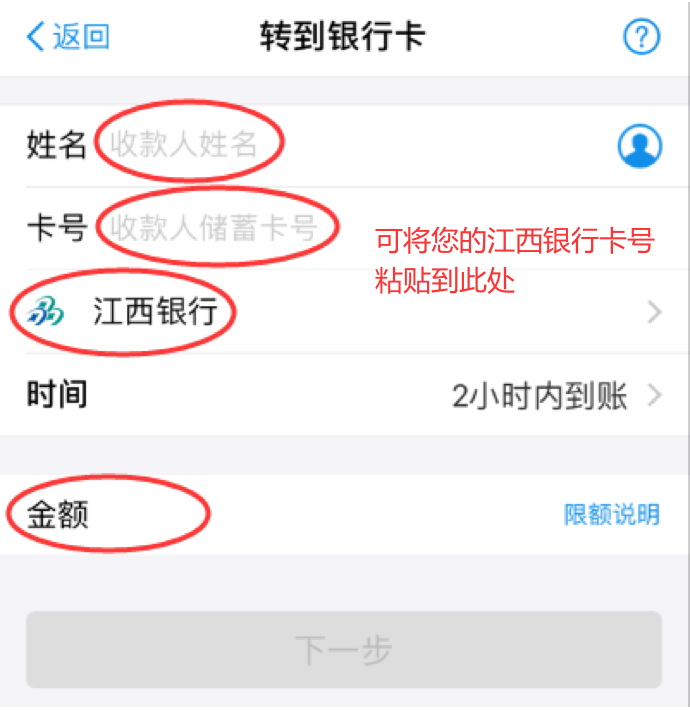 返回 转到银行卡
姓名 收款人姓名
卡号 收款人储蓄卡号
可将您的江西银行卡号
粘贴到此处
江西银行
时间 2小时内到账
金额 限额说明
下一步